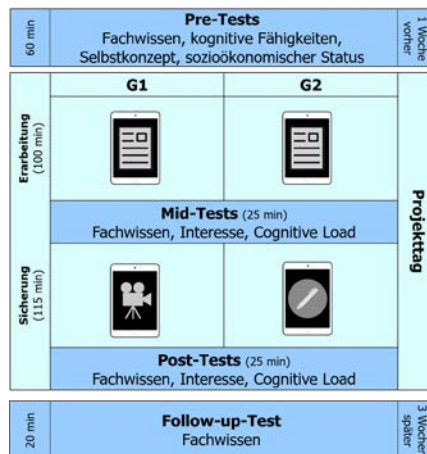 60 min
Pre-Tests
Fachwissen, kognitive Fähigkeiten,
Selbstkonzept, sozioökonomischer Status
1 Woche
vorher
G1
G2
Erarbeitung
(100 min)
Mid-Tests (25 min)
Fachwissen, Interesse, Cognitive Load
Sicherung
(115 min)
Post-Tests (25 min)
Fachwissen, Interesse, Cognitive Load
Projekttag
20 min
Follow-up-Test
Fachwissen
3 Wochen
später